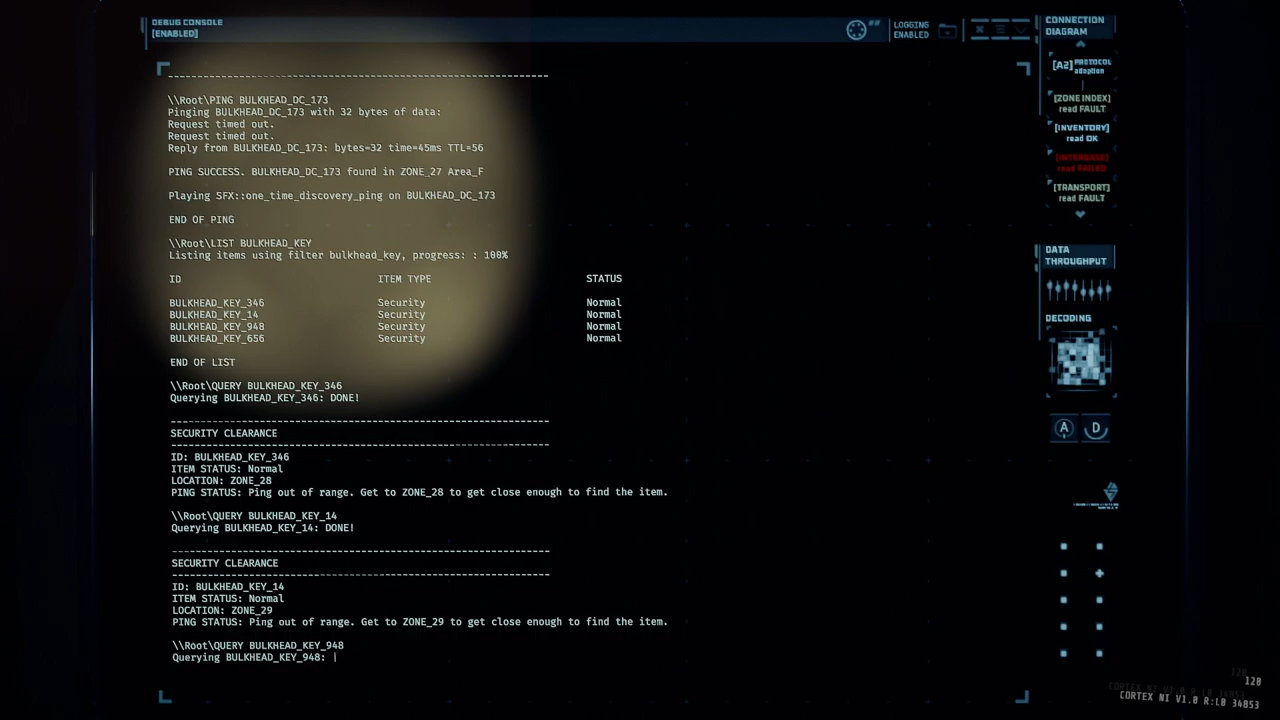 DEBUG CONSOLE
[ENABLED]
LOGGING
ENABLED
--------------------------------------------------------------------
\\Root\PING BULKHEAD_DC_173
Pinging BULKHEAD_DC_173 with 32 bytes of data:
Request timed out.
Request timed out.
Reply from BULKHEAD_DC_173: bytes=32 time=45ms TTL=56
PING SUCCESS. BULKHEAD_DC_173 found in ZONE_27 Area_F
Playing SFX::one_time_discovery_ping on BULKHEAD_DC_173
END OF PING
\\Root\LIST BULKHEAD_KEY
Listing items using filter bulkhead_key, progress: : 100%
ID ITEM TYPE STATUS
BULKHEAD_KEY_346 Security Normal
BULKHEAD_KEY_14 Security Normal
BULKHEAD_KEY_948 Security Normal
BULKHEAD_KEY_656 Security Normal
END OF LIST
\\Root\QUERY BULKHEAD_KEY_346
Querying BULKHEAD_KEY_346: DONE!
--------------------------------------------------------------------
SECURITY CLEARANCE
--------------------------------------------------------------------
ID: BULKHEAD_KEY_346
ITEM STATUS: Normal
LOCATION: ZONE_28
PING STATUS: Ping out of range. Get to ZONE_28 to get close enough to find the item.
\\Root\QUERY BULKHEAD_KEY_14
Querying BULKHEAD_KEY_14: DONE!
--------------------------------------------------------------------
SECURITY CLEARANCE
--------------------------------------------------------------------
ID: BULKHEAD_KEY_14
ITEM STATUS: Normal
LOCATION: ZONE_29
PING STATUS: Ping out of range. Get to ZONE_29 to get close enough to find the item.
\\Root\QUERY BULKHEAD_KEY_948
Querying BULKHEAD_KEY_948: |
CONNECTION
DIAGRAM
[A2] PROTOCOL
adaption
[ZONE INDEX]
read FAULT
[INVENTORY]
read OK
read FAILED
[TRANSPORT]
read FAULT
DATA
THROUGHPUT
DECODING
A D
120
CORTEX NI V1.0 R:L0 34853